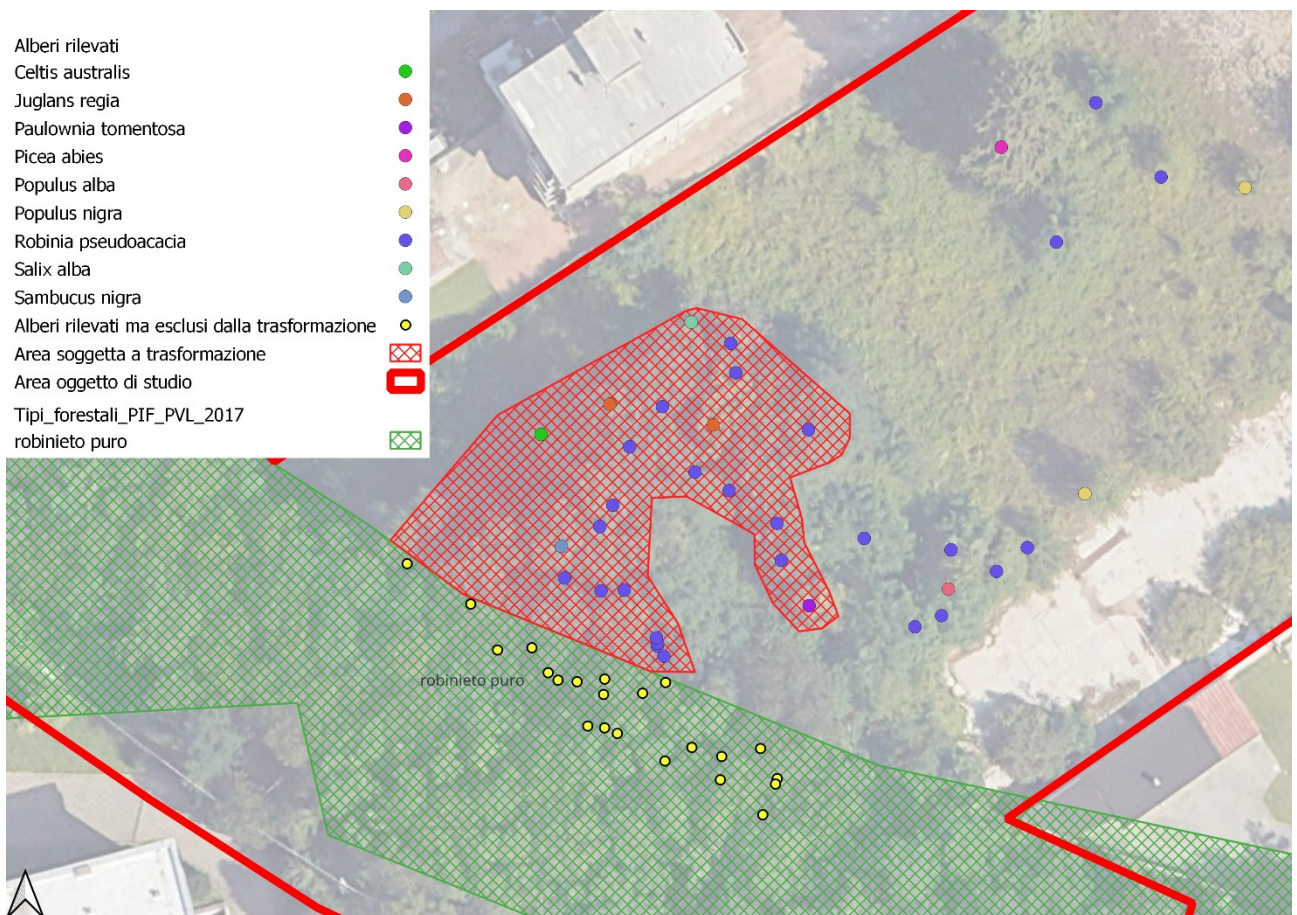 Alberi rilevati
Celtis australis
Juglans regia
Paulownia tomentosa
Picea abies
Populus alba
Populus nigra
Robinia pseudoacacia
Salix alba
Sambucus nigra
Alberi rilevati ma esclusi dalla trasformazione
Area soggetta a trasformazione
Area oggetto di studio
Tipi_forestali_PIF_PVL_2017
robinieto puro
robinieto puro